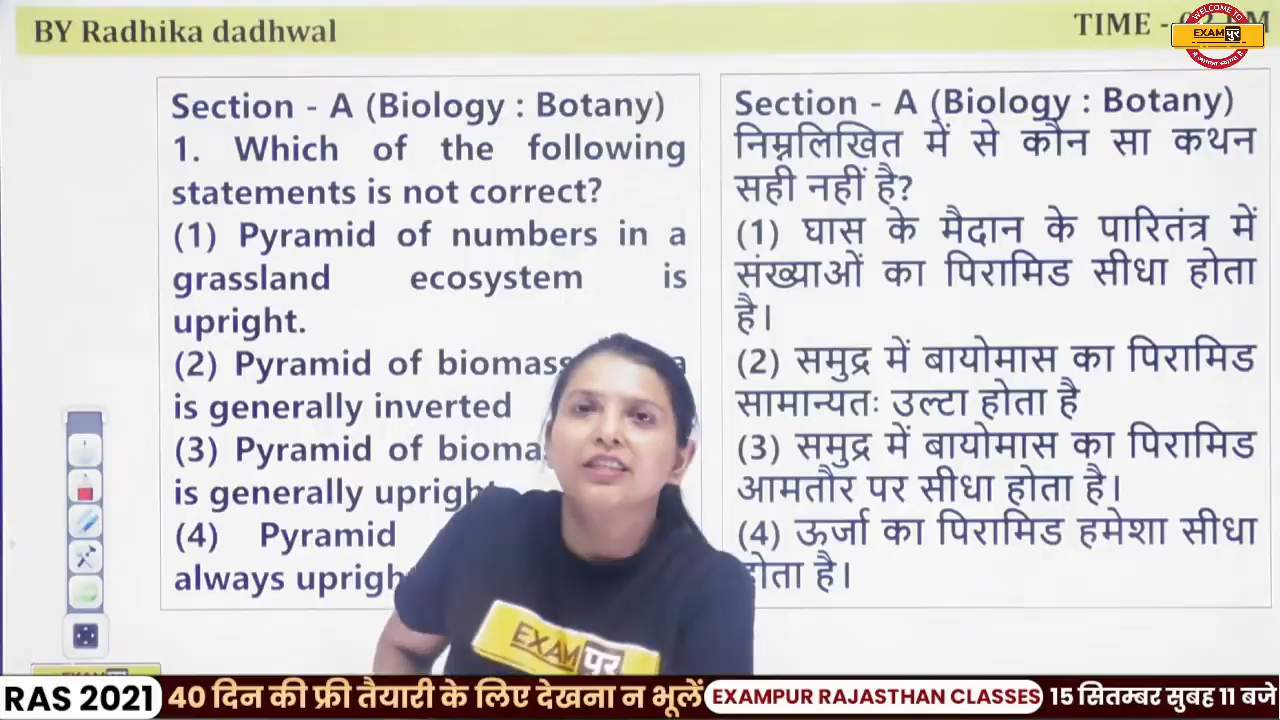 BY Radhika dadhwal
TIME -
WELCOME TO
EXAMपुर
Section - A (Biology : Botany)
1. Which of the following
statements is not correct?
(1) Pyramid of numbers in a
grassland ecosystem is
upright.
(2) Pyramid of biomass a
is generally inverted
(3) Pyramid of
is generally
(4) Pyramid
always
Section - A (Biology : Botany)
निम्नलिखित में से कौन सा कथन
सही नहीं है?
(1) घास के मैदान के पारितंत्र में
संख्याओं का पिरामिड सीधा होता
है।
(2) समुद्र में बायोमास का पिरामिड
सामान्यतः उल्टा होता है
(3) समुद्र में बायोमास का पिरामिड
आमतौर पर सीधा होता है।
(4) ऊर्जा का पिरामिड हमेशा सीधा
होता है।
EXAMपुर
RAS 2021 40 दिन की फ्री तैयारी के लिए देखना न भूलें EXAMPUR RAJASTHAN CLASSES 15 सितम्बर सुबह 11 बजे